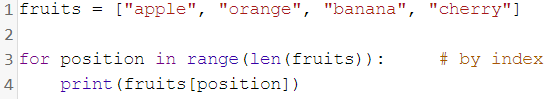 1 fruits = ["apple", "orange", "banana", "cherry"]
2
3 for position in range(len(fruits)):     # by index
4     print(fruits[position])